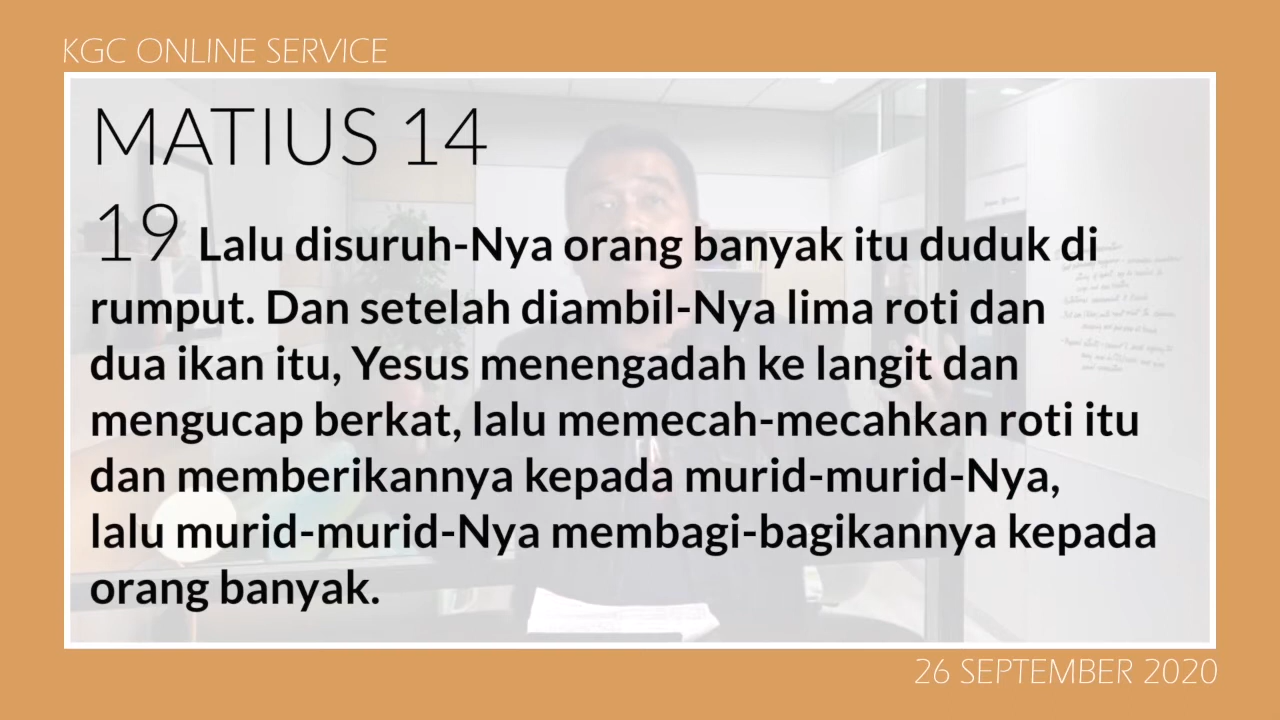 KGC ONLINE SERVICE
MATIUS 14
19 Lalu disuruh-Nya orang banyak itu duduk di
rumput. Dan setelah diambil-Nya lima roti dan
dua ikan itu, Yesus menengadah ke langit dan
mengucap berkat, lalu memecah-mecahkan roti itu
dan memberikannya kepada murid-murid-Nya,
lalu murid-murid-Nya membagi-bagikannya kepada
orang banyak.
26 SEPTEMBER 2020